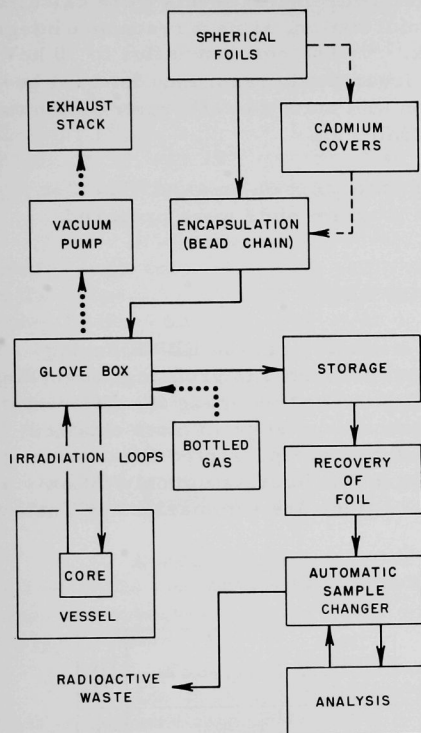 SPHERICAL
FOILS
EXHAUST
STACK
CADMIUM
COVERS
VACUUM
PUMP
ENCAPSULATION
(BEAD CHAIN)
GLOVE BOX
STORAGE
BOTTLED
GAS
IRRADIATION LOOPS
RECOVERY
OF
FOIL
CORE
VESSEL
AUTOMATIC
SAMPLE
CHANGER
RADIOACTIVE
WASTE
ANALYSIS